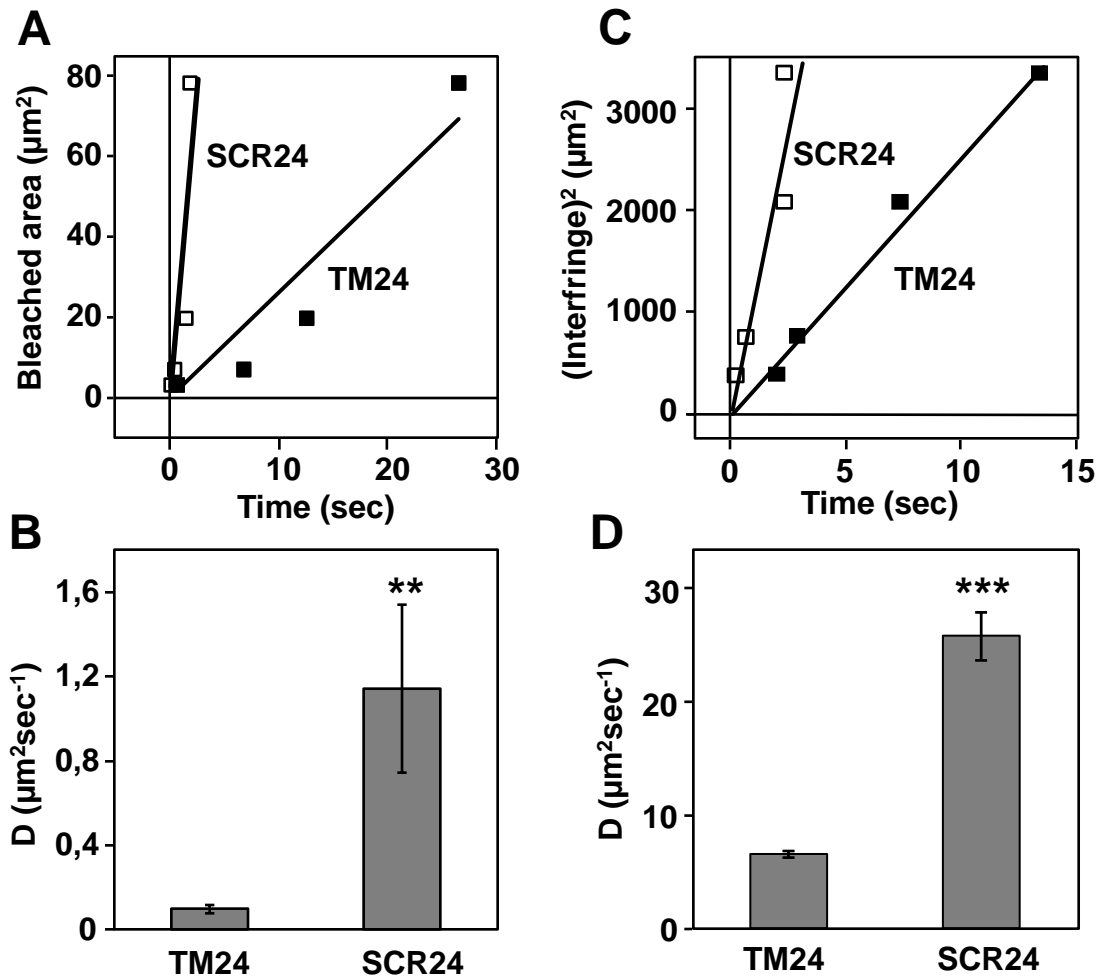 A
Bleached area (µm²)
80
60
40
20
0
SCR24
TM24
0 10 20 30
Time (sec)
C
(Interfringe)² (µm²)
3000
2000
1000
0
SCR24
TM24
0 5 10 15
Time (sec)
B
D (µm²sec⁻¹)
1,6
1,2
0,8
0,4
0
**
TM24 SCR24
D
D (µm²sec⁻¹)
30
20
10
0
***
TM24 SCR24